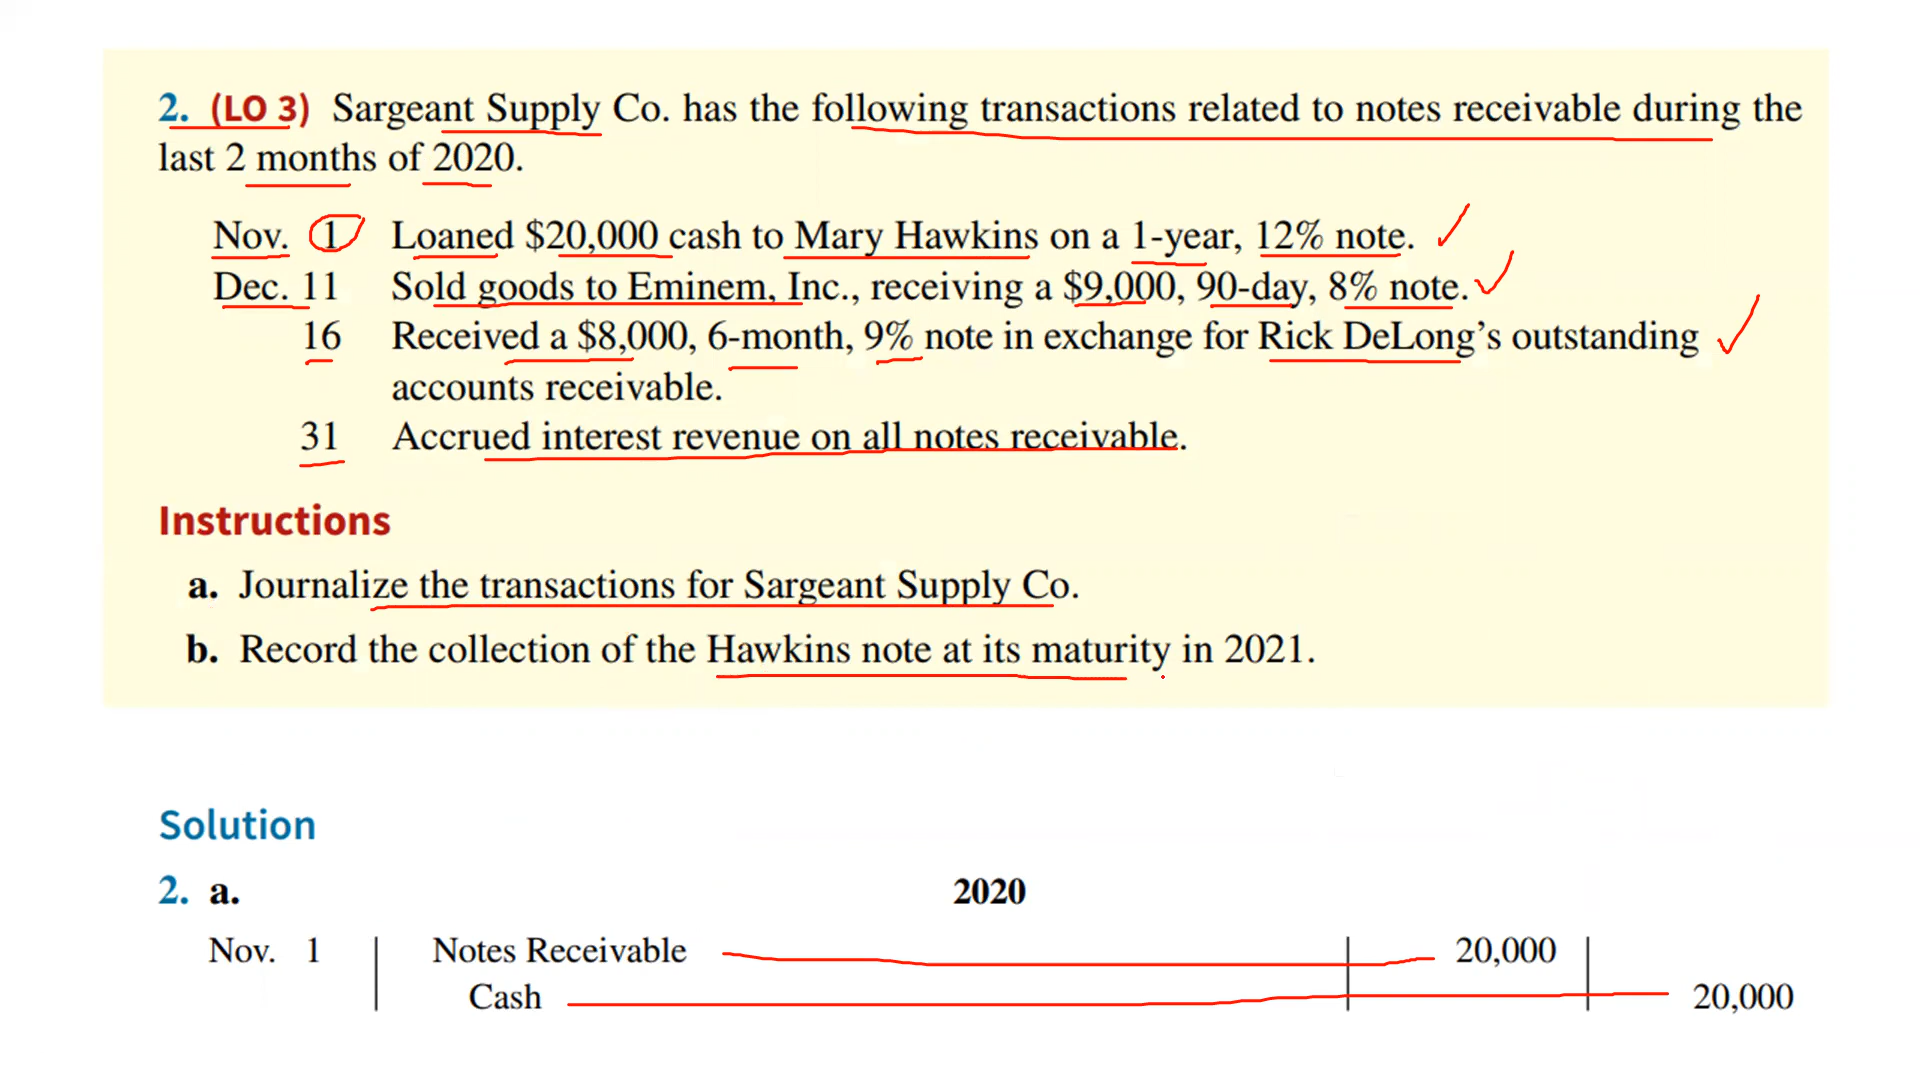 2. (LO 3) Sargeant Supply Co. has the following transactions related to notes receivable during the
last 2 months of 2020.
Nov. 1 Loaned $20,000 cash to Mary Hawkins on a 1-year, 12% note.
Dec. 11 Sold goods to Eminem, Inc., receiving a $9,000, 90-day, 8% note.
16 Received a $8,000, 6-month, 9% note in exchange for Rick DeLong's outstanding
accounts receivable.
31 Accrued interest revenue on all notes receivable.
Instructions
a. Journalize the transactions for Sargeant Supply Co.
b. Record the collection of the Hawkins note at its maturity in 2021.
Solution
2. a. 2020
Nov. 1 Notes Receivable 20,000
Cash 20,000